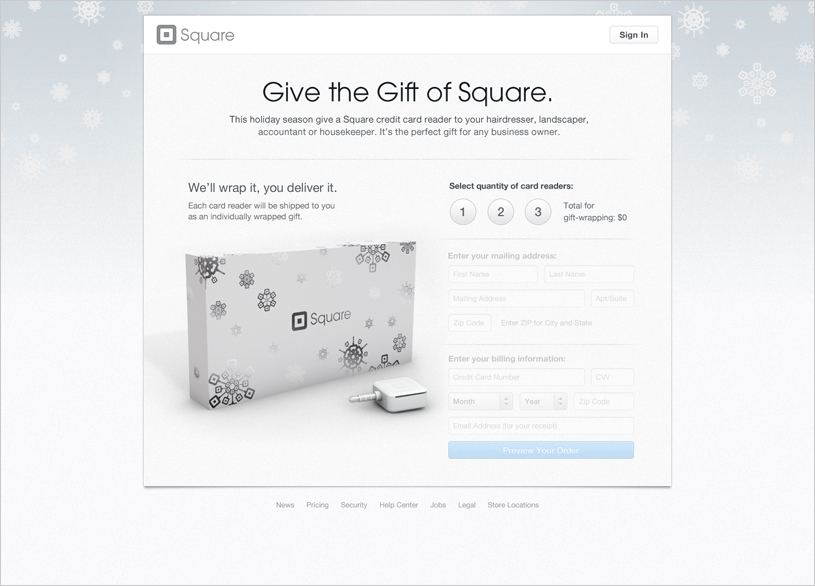 Square
Sign In
Give the Gift of Square.
This holiday season give a Square credit card reader to your hairdresser, landscaper,
accountant or housekeeper. It's the perfect gift for any business owner.
We'll wrap it, you deliver it.
Each card reader will be shipped to you
as an individually wrapped gift.
Square
Select quantity of card readers:
1 2 3
Total for
gift-wrapping: $0
Enter your mailing address:
First Name Last Name
Mailing Address Apt/Suite
Zip Code Enter ZIP for City and State
Enter your billing information:
Credit Card Number CVV
Month Year Zip Code
Email Address (for your receipt)
Preview Your Order
News Pricing Security Help Center Jobs Legal Store Locations